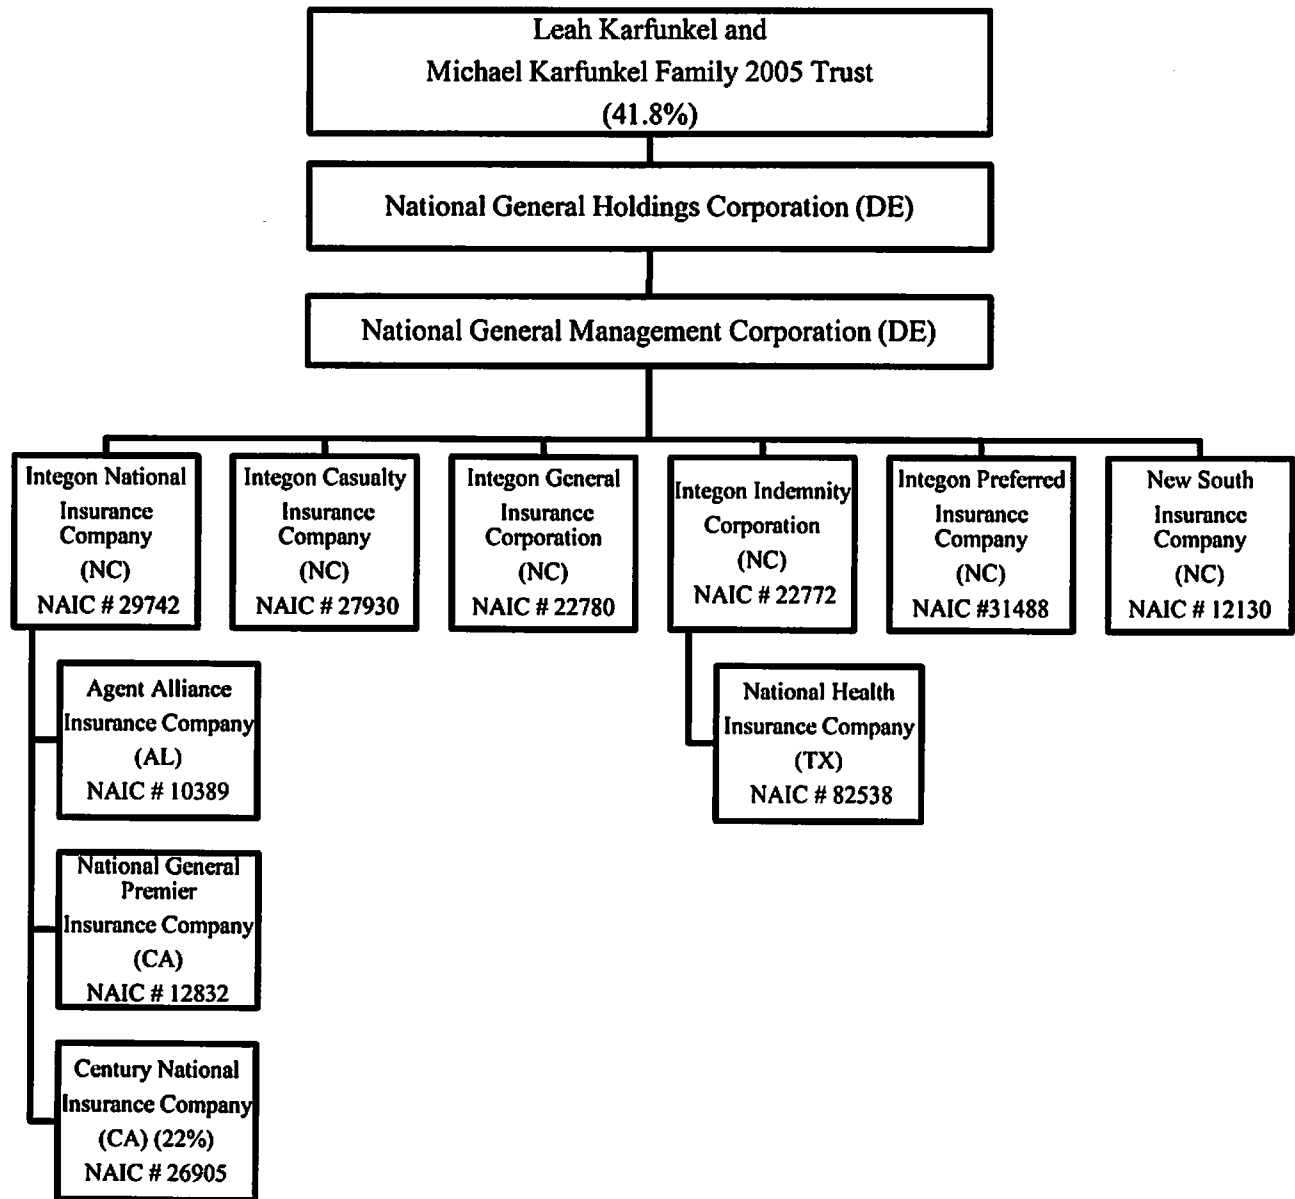 Leah Karfunkel and
Michael Karfunkel Family 2005 Trust
(41.8%)
National General Holdings Corporation (DE)
National General Management Corporation (DE)
Integon National
Insurance
Company
(NC)
NAIC # 29742
Integon Casualty
Insurance
Company
(NC)
NAIC # 27930
Integon General
Insurance
Corporation
(NC)
NAIC # 22780
Integon Indemnity
Corporation
(NC)
NAIC # 22772
Integon Preferred
Insurance
Company
(NC)
NAIC #31488
New South
Insurance
Company
(NC)
NAIC # 12130
Agent Alliance
Insurance Company
(AL)
NAIC # 10389
National Health
Insurance Company
(TX)
NAIC # 82538
National General
Premier
Insurance Company
(CA)
NAIC # 12832
Century National
Insurance Company
(CA) (22%)
NAIC # 26905